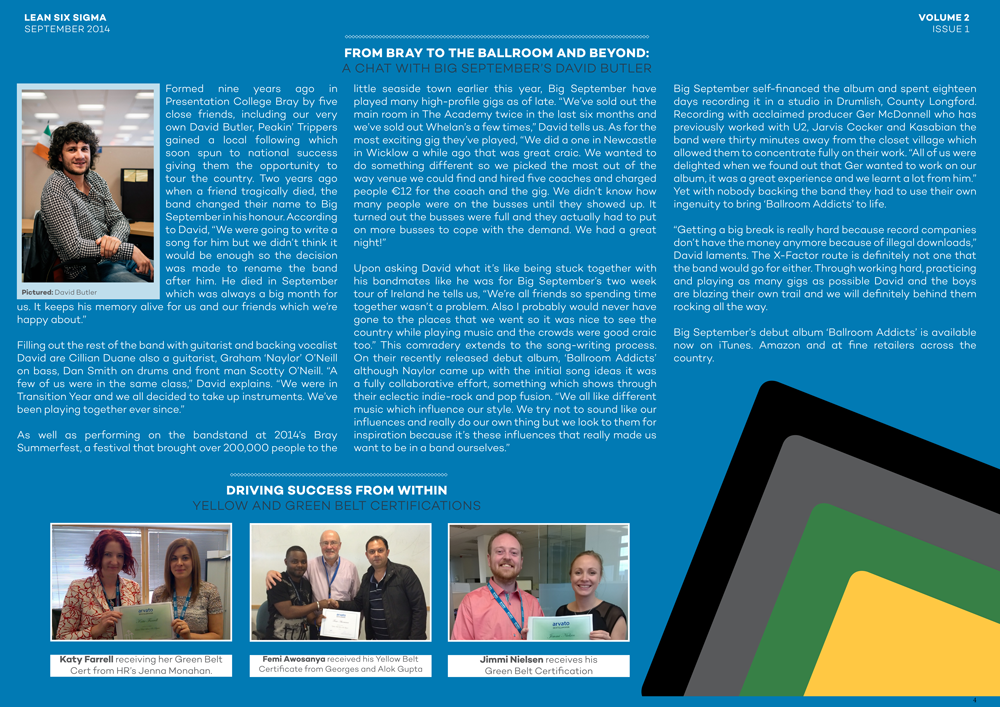 LEAN SIX SIGMA
SEPTEMBER 2014
VOLUME 2
ISSUE 1
FROM BRAY TO THE BALLROOM AND BEYOND:
A CHAT WITH BIG SEPTEMBER'S DAVID BUTLER
Formed nine years ago in
Presentation College Bray by five
close friends, including our very
own David Butler, Peakin' Trippers
gained a local following which
soon spun to national success
giving them the opportunity to
tour the country. Two years ago
when a friend tragically died, the
band changed their name to Big
September in his honour. According
to David, "We were going to write a
song for him but we didn't think it
would be enough so the decision
was made to rename the band
after him. He died in September
which was always a big month for
Pictured: David Butler
us. It keeps his memory alive for us and our friends which we're
happy about."
Filling out the rest of the band with guitarist and backing vocalist
David are Cillian Duane also a guitarist, Graham 'Naylor' O'Neill
on bass, Dan Smith on drums and front man Scotty O'Neill. "A
few of us were in the same class," David explains. "We were in
Transition Year and we all decided to take up instruments. We've
been playing together ever since."
As well as performing on the bandstand at 2014's Bray
Summerfest, a festival that brought over 200,000 people to the
little seaside town earlier this year, Big September have
played many high-profile gigs as of late. "We've sold out the
main room in The Academy twice in the last six months and
we've sold out Whelan's a few times," David tells us. As for the
most exciting gig they've played, "We did a one in Newcastle
in Wicklow a while ago that was great craic. We wanted to
do something different so we picked the most out of the
way venue we could find and hired five coaches and charged
people €12 for the coach and the gig. We didn't know how
many people were on the busses until they showed up. It
turned out the busses were full and they actually had to put
on more busses to cope with the demand. We had a great
night!"
Upon asking David what it's like being stuck together with
his bandmates like he was for Big September's two week
tour of Ireland he tells us, "We're all friends so spending time
together wasn't a problem. Also I probably would never have
gone to the places that we went so it was nice to see the
country while playing music and the crowds were good craic
too." This comradery extends to the song-writing process.
On their recently released debut album, 'Ballroom Addicts'
although Naylor came up with the initial song ideas it was
a fully collaborative effort, something which shows through
their eclectic indie-rock and pop fusion. "We all like different
music which influence our style. We try not to sound like our
influences and really do our own thing but we look to them for
inspiration because it's these influences that really made us
want to be in a band ourselves."
Big September self-financed the album and spent eighteen
days recording it in a studio in Drumlish, County Longford.
Recording with acclaimed producer Ger McDonnell who has
previously worked with U2, Jarvis Cocker and Kasabian the
band were thirty minutes away from the closet village which
allowed them to concentrate fully on their work. "All of us were
delighted when we found out that Ger wanted to work on our
album, it was a great experience and we learnt a lot from him."
Yet with nobody backing the band they had to use their own
ingenuity to bring 'Ballroom Addicts' to life.
"Getting a big break is really hard because record companies
don't have the money anymore because of illegal downloads,"
David laments. The X-Factor route is definitely not one that
the band would go for either. Through working hard, practicing
and playing as many gigs as possible David and the boys
are blazing their own trail and we will definitely behind them
rocking all the way.
Big September's debut album 'Ballroom Addicts' is available
now on iTunes. Amazon and at fine retailers across the
country.
DRIVING SUCCESS FROM WITHIN
YELLOW AND GREEN BELT CERTIFICATIONS
arvato
arvato
arvato
Katy Farrell receiving her Green Belt
Cert from HR's Jenna Monahan.
Femi Awosanya received his Yellow Belt
Certificate from Georges and Alok Gupta
Jimmi Nielsen receives his
Green Belt Certification
4